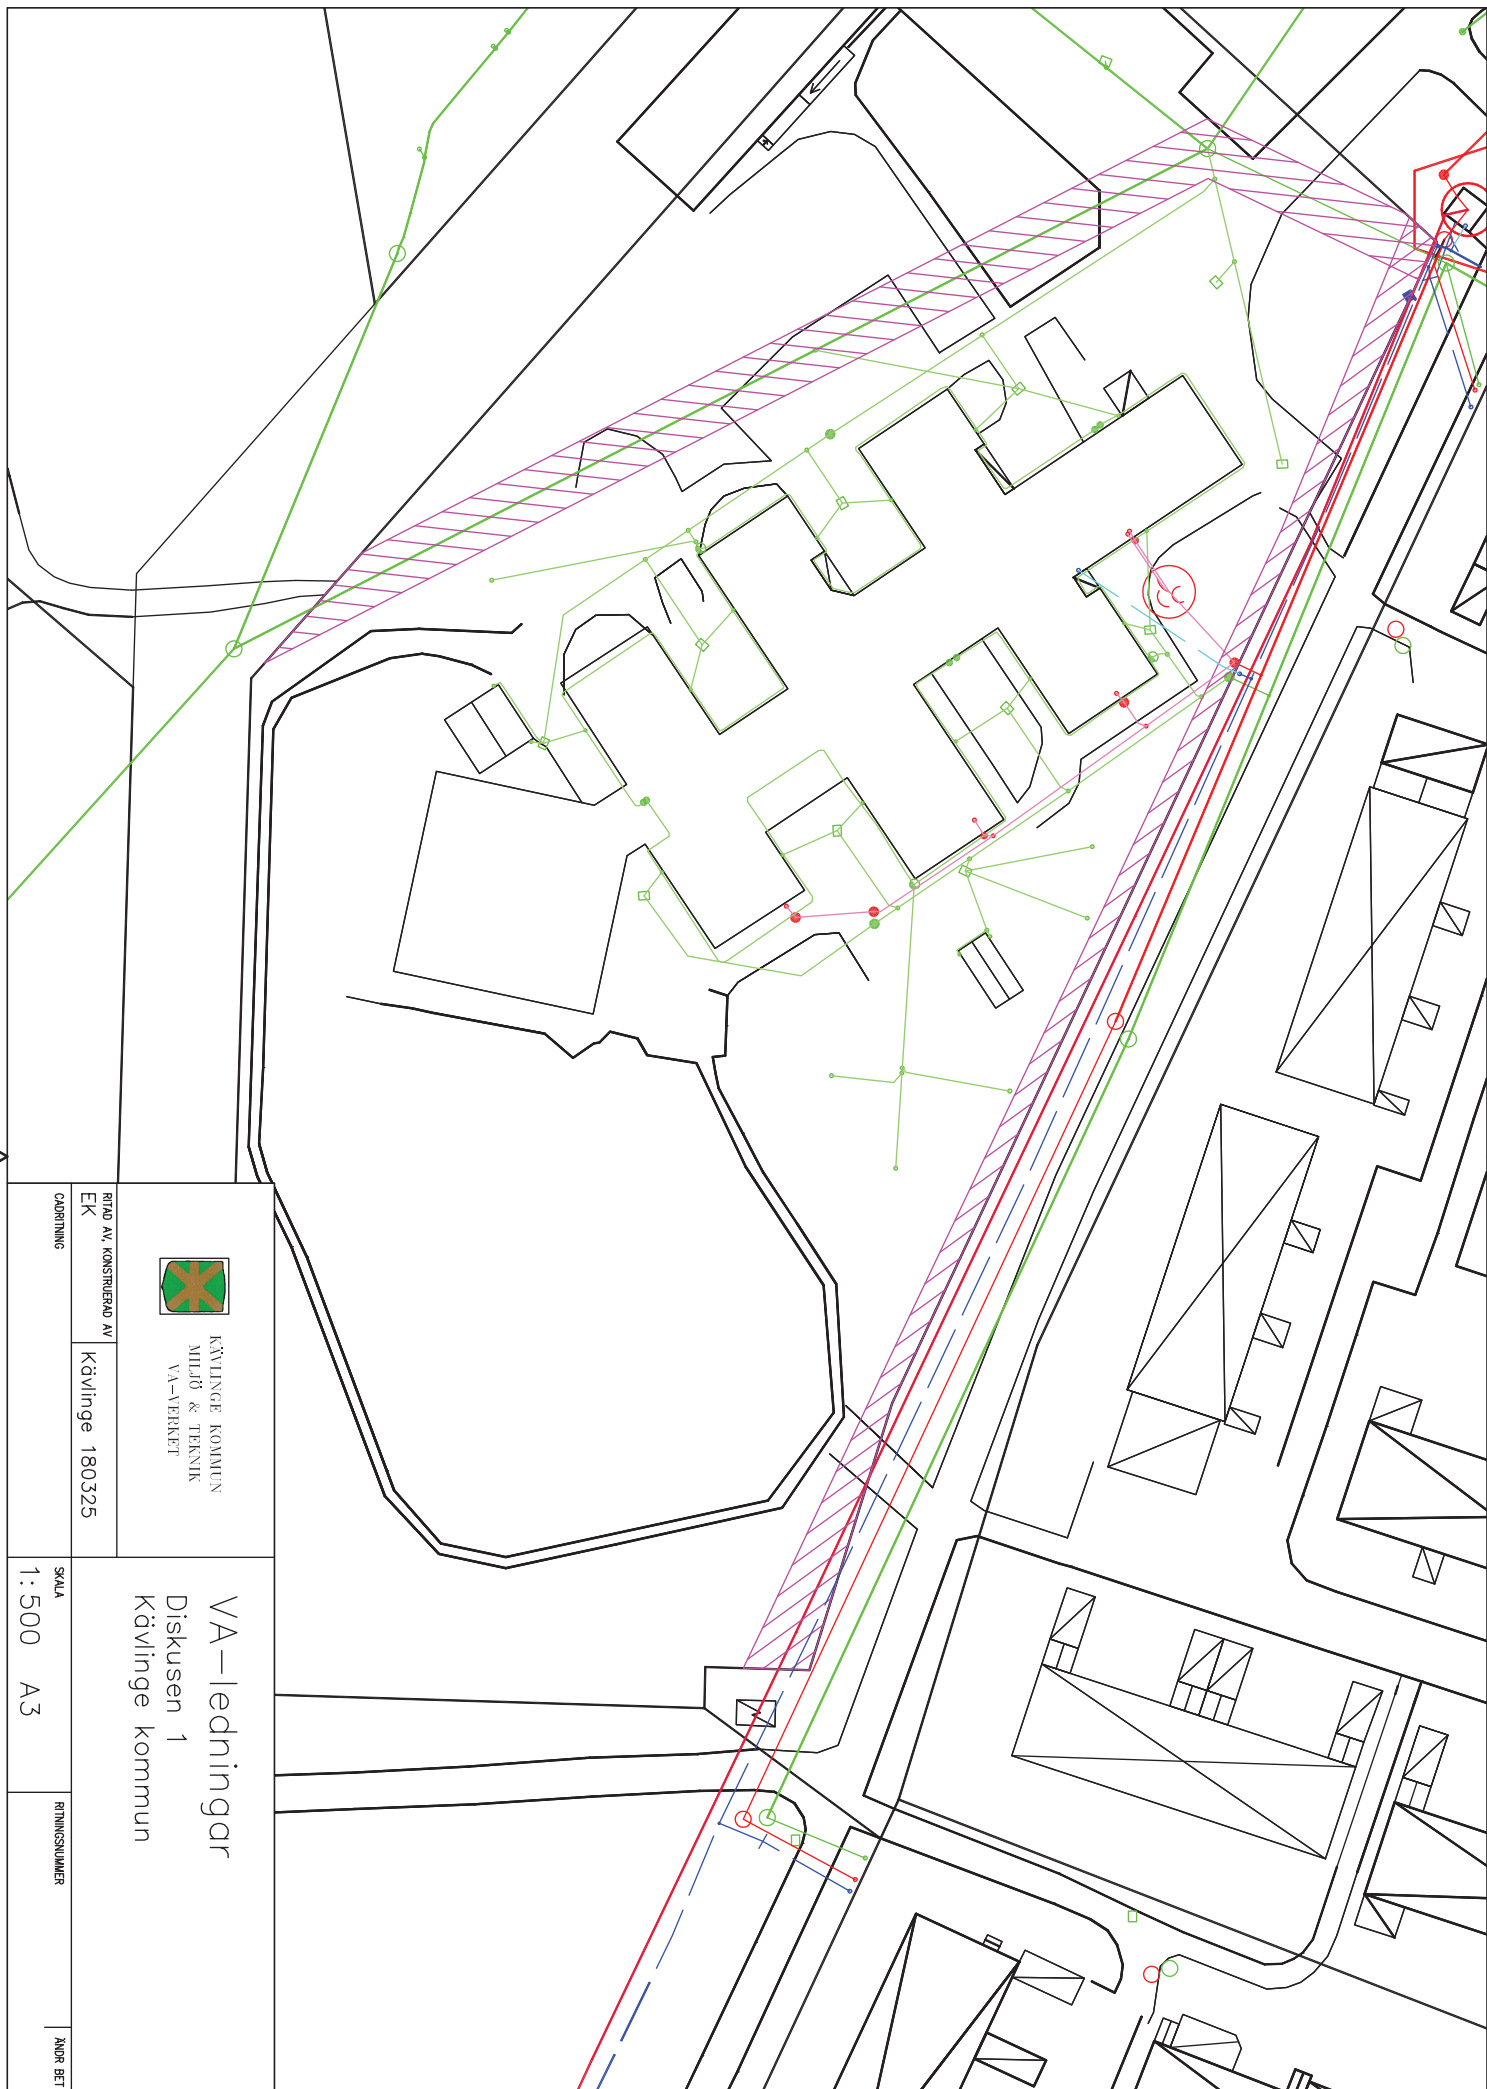 KÄVLINGE KOMMUN
MILJÖ & TEKNIK
VA-VERKET
RITAD AV, KONSTRUERAD AV
EK
Kävlinge 180325
CADRITNING
VA-ledningar
Diskusen 1
Kävlinge kommun
SKALA
1:500 A3
RITNINGSNUMMER
ÄNDR BET